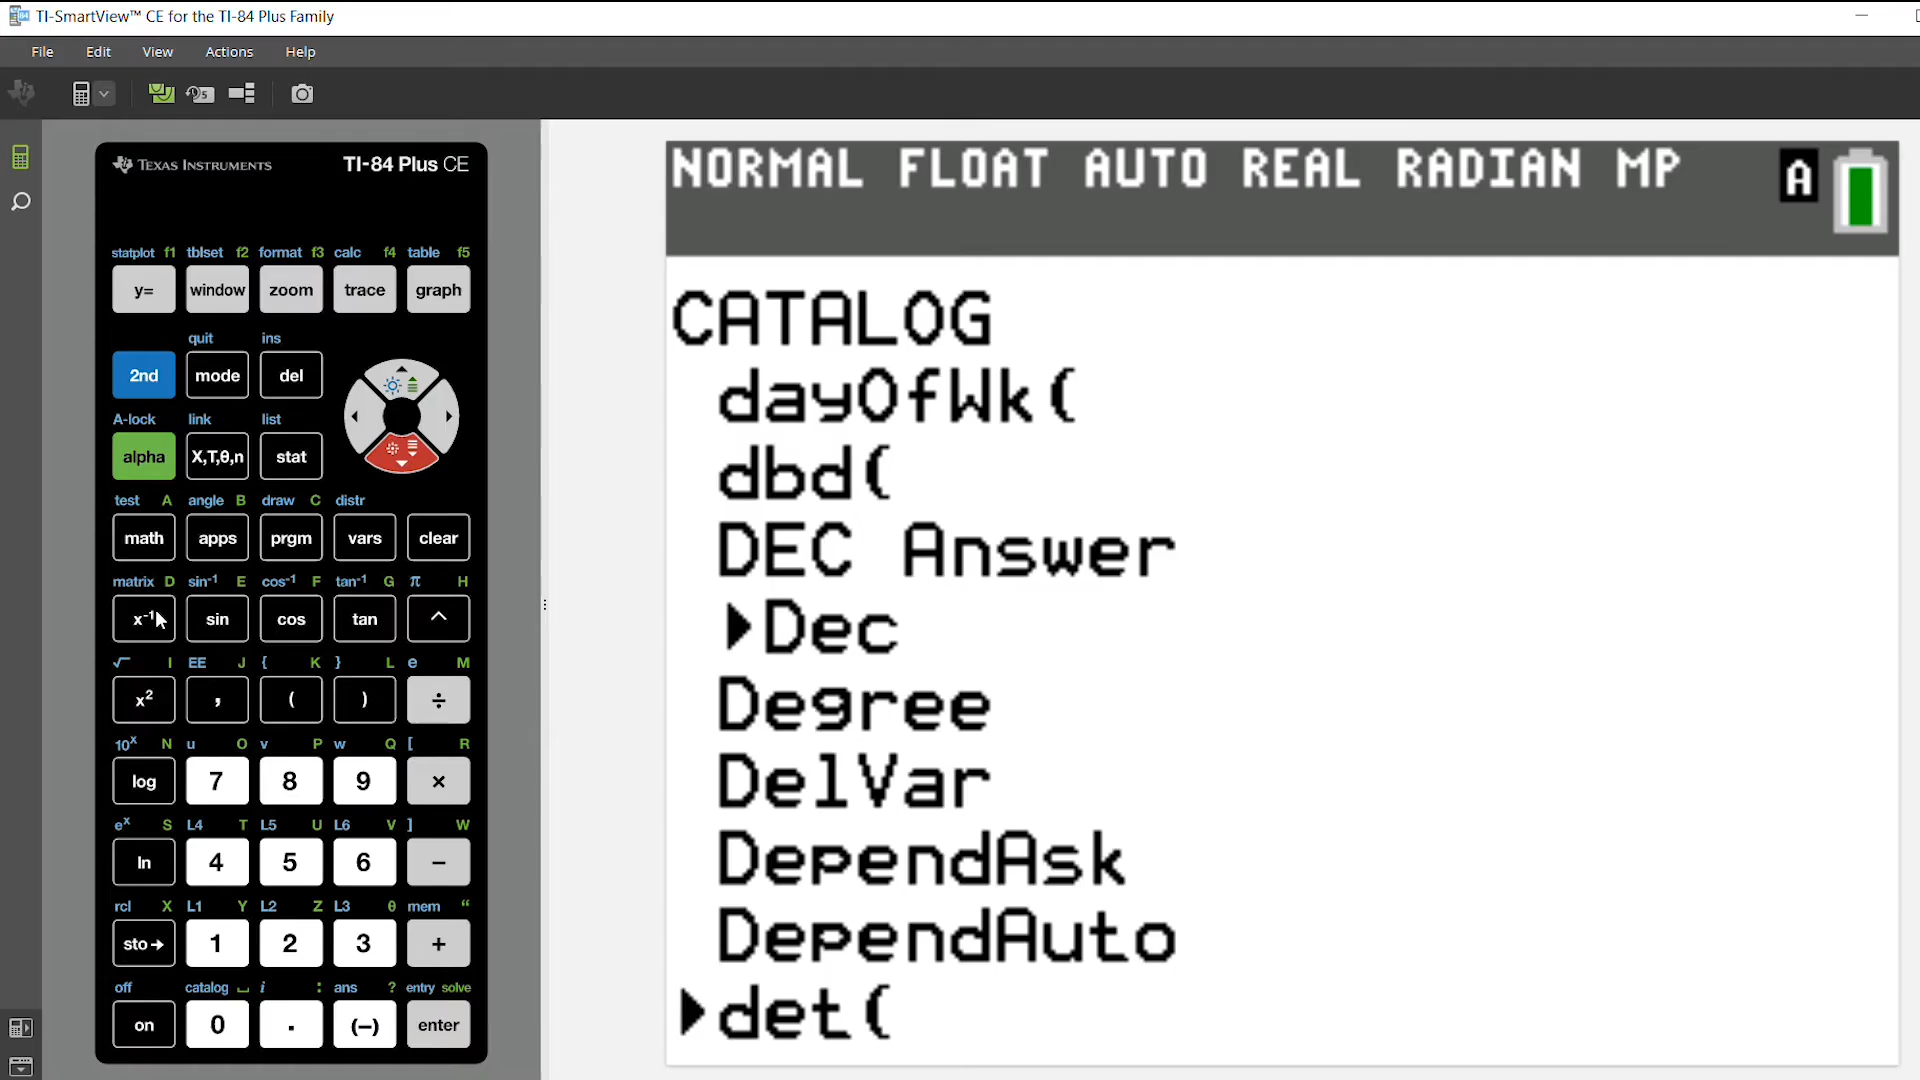 TI-SmartView™ CE for the TI-84 Plus Family
File Edit View Actions Help
TEXAS INSTRUMENTS TI-84 Plus CE
statplot f1 tblset f2 format f3 calc f4 table f5
y= window zoom trace graph
quit ins
2nd mode del
A-lock link list
alpha X,T,θ,n stat
test A angle B draw C distr
math apps prgm vars clear
matrix D sin⁻¹ E cos⁻¹ F tan⁻¹ G π H
x⁻¹ sin cos tan ^
√ I EE J { K } L e M
x² , ( ) ÷
10ˣ N u O v P w Q [ R
log 7 8 9 ×
eˣ S L4 T L5 U L6 V ] W
ln 4 5 6 −
rcl X L1 Y L2 Z L3 θ mem “
sto→ 1 2 3 +
off catalog ⎵ i : ans ? entry solve
on 0 . (−) enter
NORMAL FLOAT AUTO REAL RADIAN MP A
CATALOG
dayOfWk(
dbd(
DEC Answer
▶Dec
Degree
DelVar
DependAsk
DependAuto
▶det(